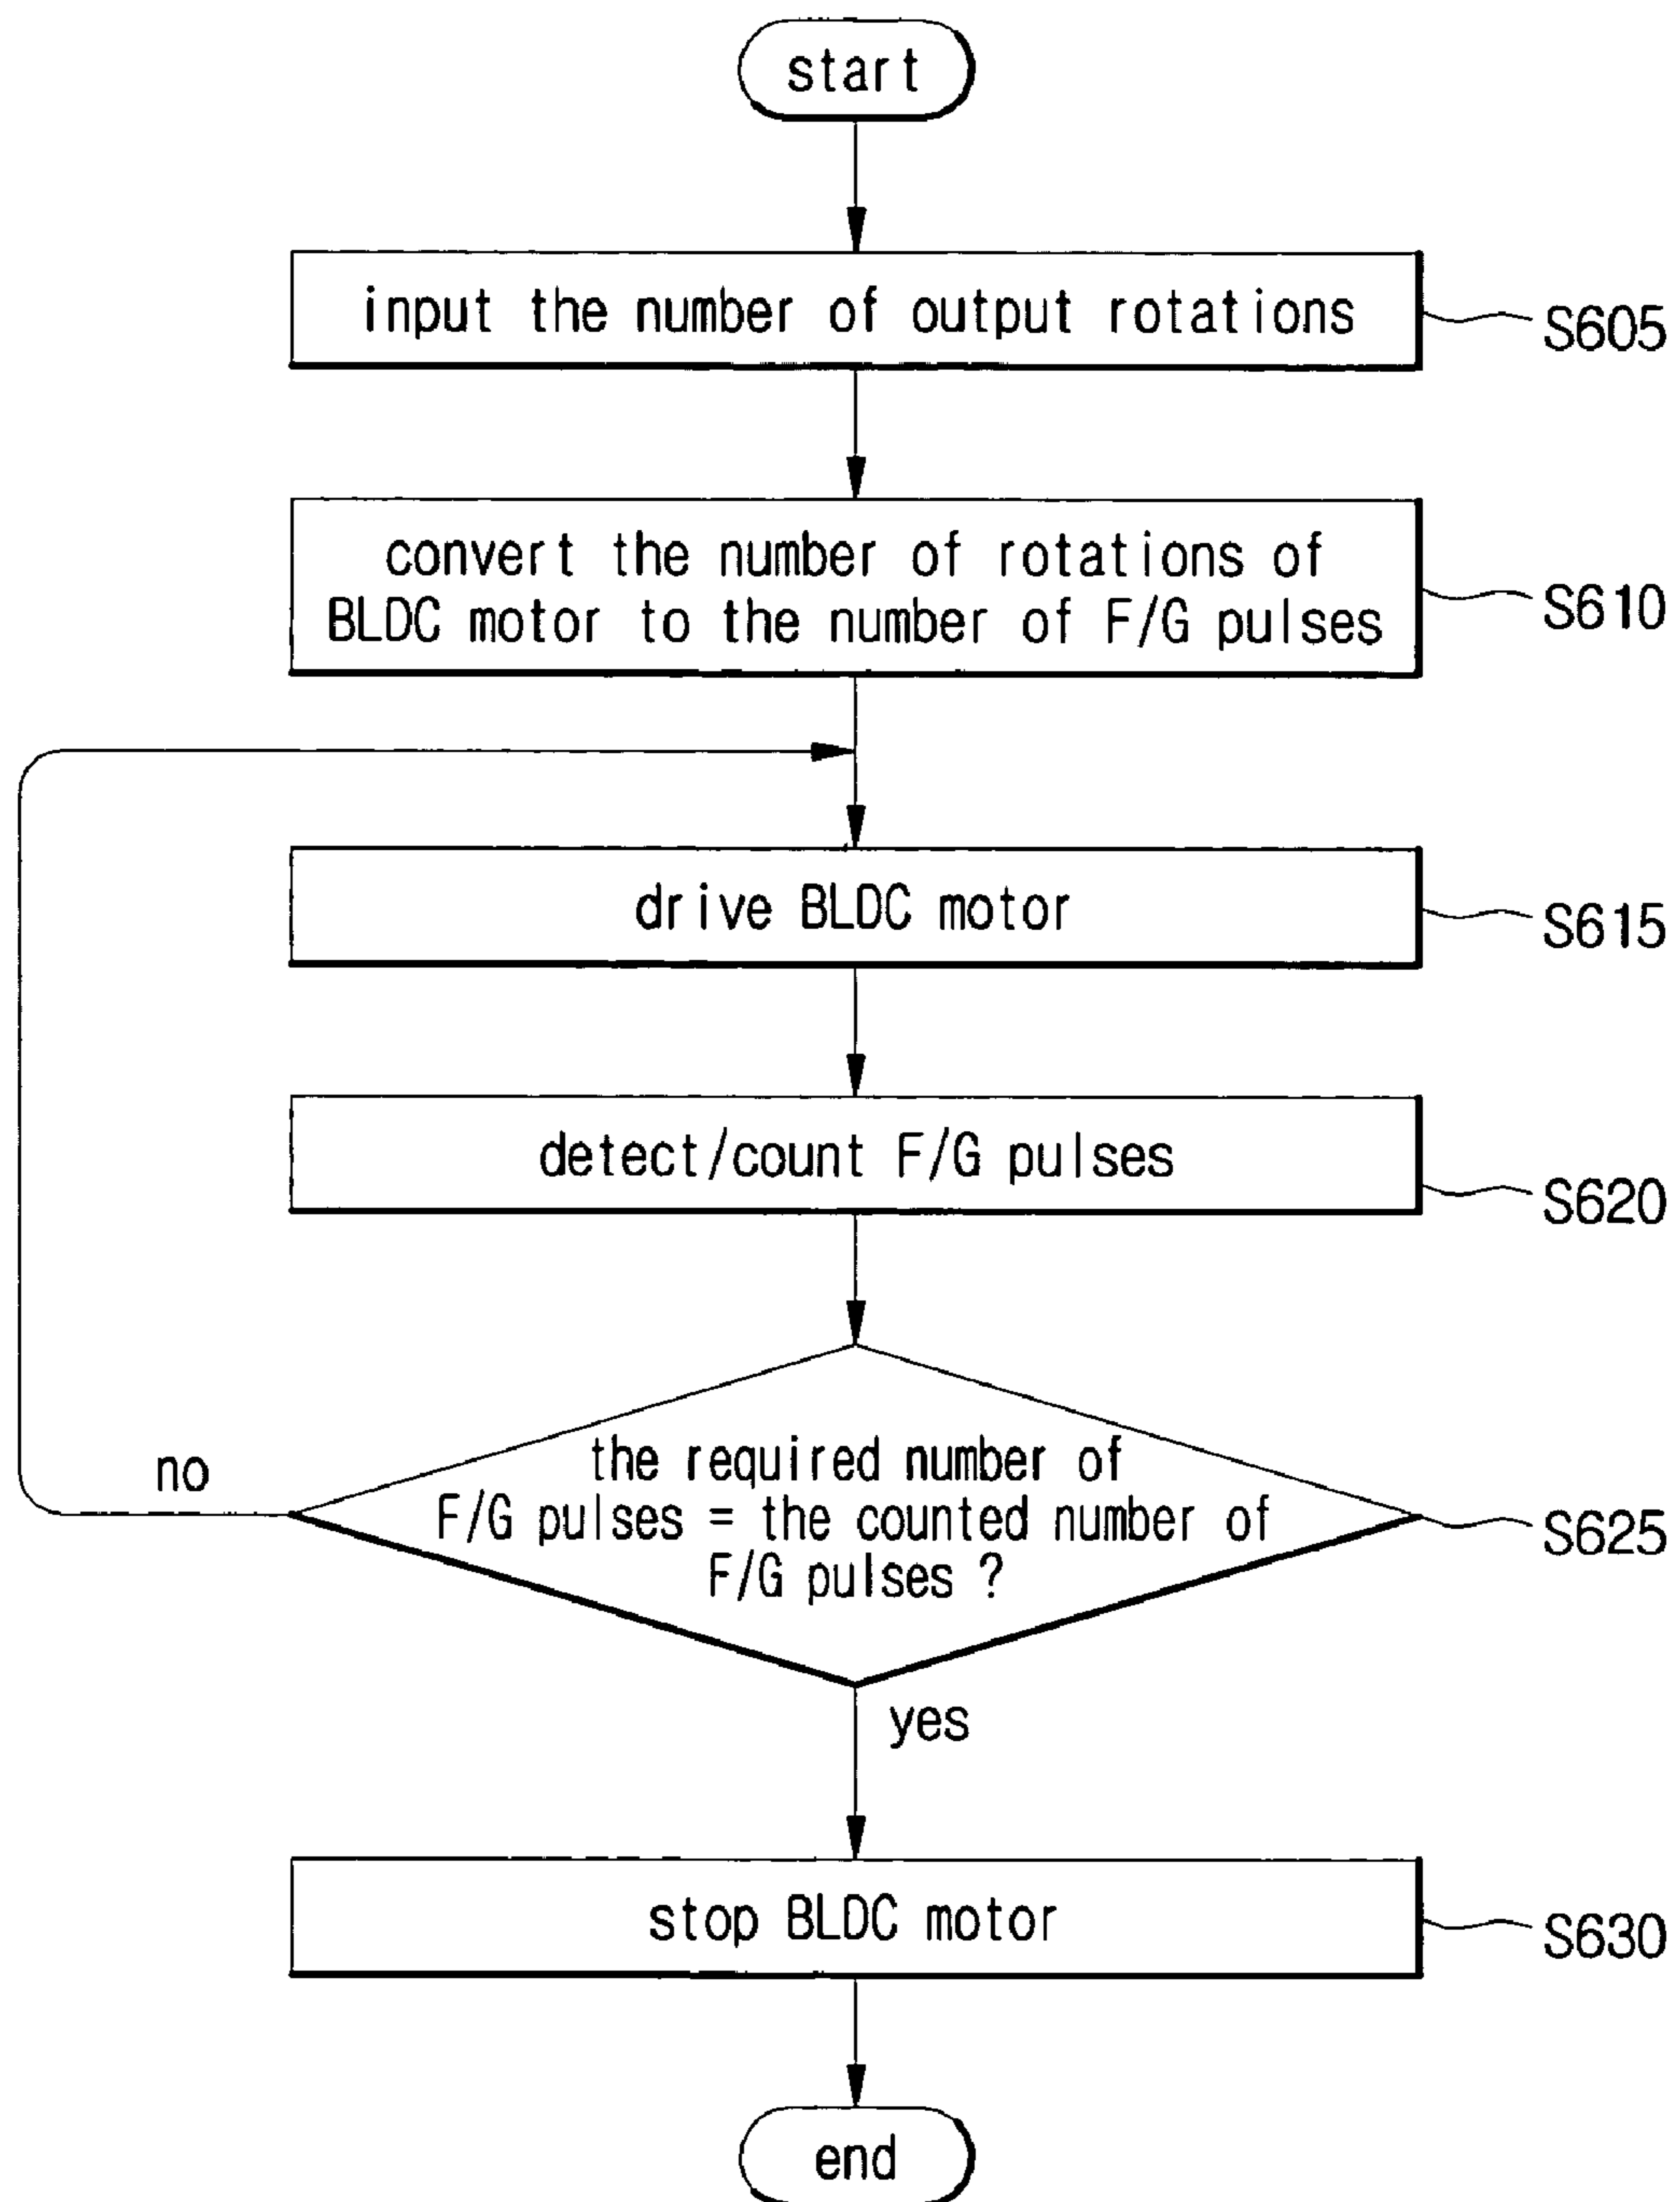 start
input the number of output rotations
S605
convert the number of rotations of
BLDC motor to the number of F/G pulses
S610
drive BLDC motor
S615
detect/count F/G pulses
S620
the required number of
F/G pulses = the counted number of
F/G pulses ?
S625
no
yes
stop BLDC motor
S630
end